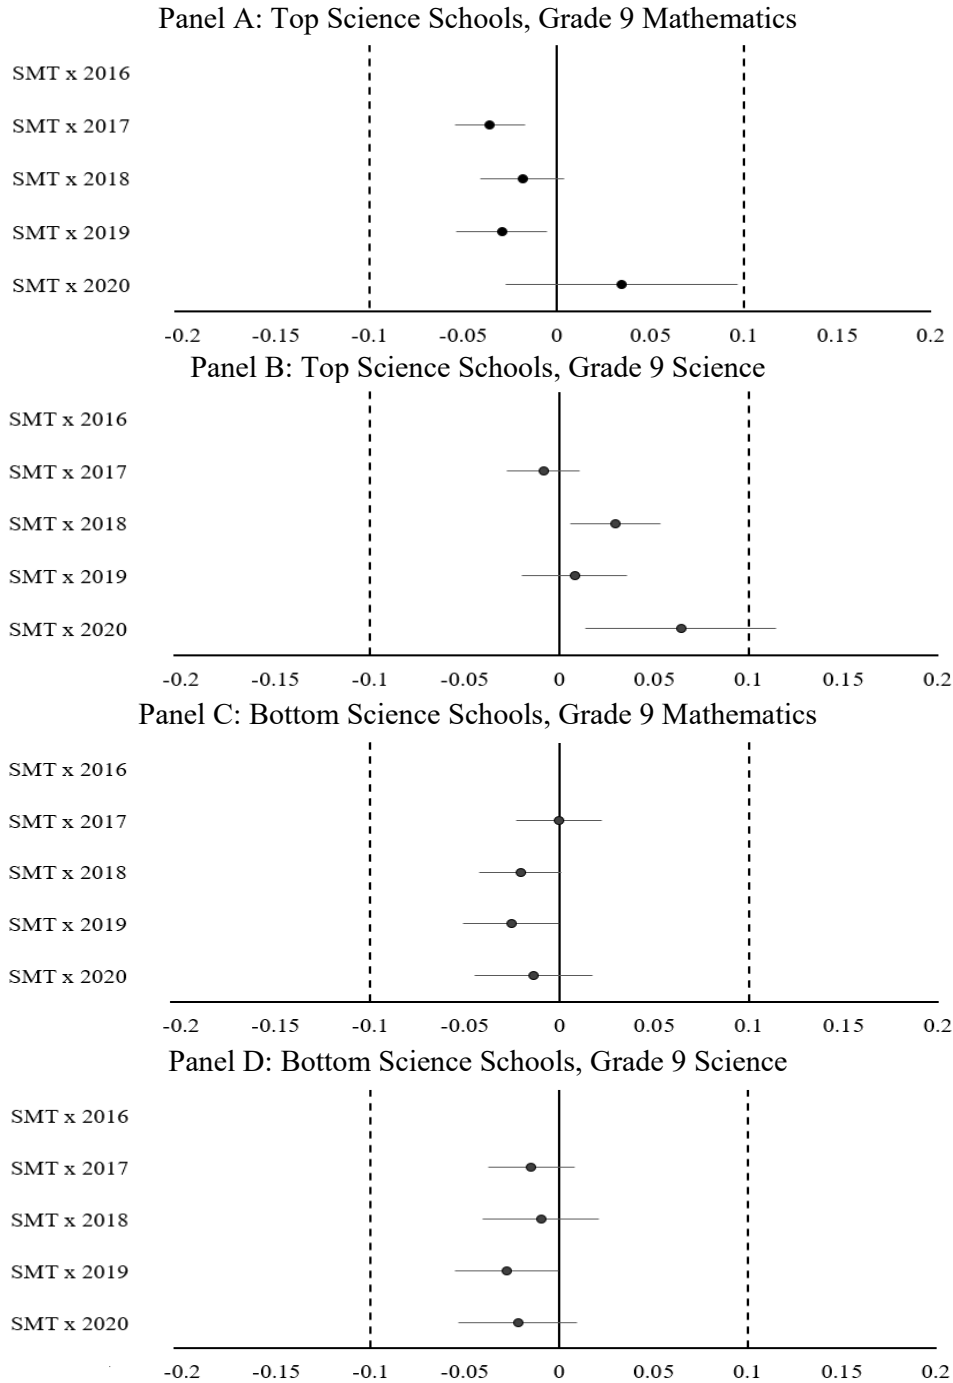 Panel A: Top Science Schools, Grade 9 Mathematics
SMT x 2016
SMT x 2017
SMT x 2018
SMT x 2019
SMT x 2020
-0.2 -0.15 -0.1 -0.05 0 0.05 0.1 0.15 0.2
Panel B: Top Science Schools, Grade 9 Science
SMT x 2016
SMT x 2017
SMT x 2018
SMT x 2019
SMT x 2020
-0.2 -0.15 -0.1 -0.05 0 0.05 0.1 0.15 0.2
Panel C: Bottom Science Schools, Grade 9 Mathematics
SMT x 2016
SMT x 2017
SMT x 2018
SMT x 2019
SMT x 2020
-0.2 -0.15 -0.1 -0.05 0 0.05 0.1 0.15 0.2
Panel D: Bottom Science Schools, Grade 9 Science
SMT x 2016
SMT x 2017
SMT x 2018
SMT x 2019
SMT x 2020
-0.2 -0.15 -0.1 -0.05 0 0.05 0.1 0.15 0.2